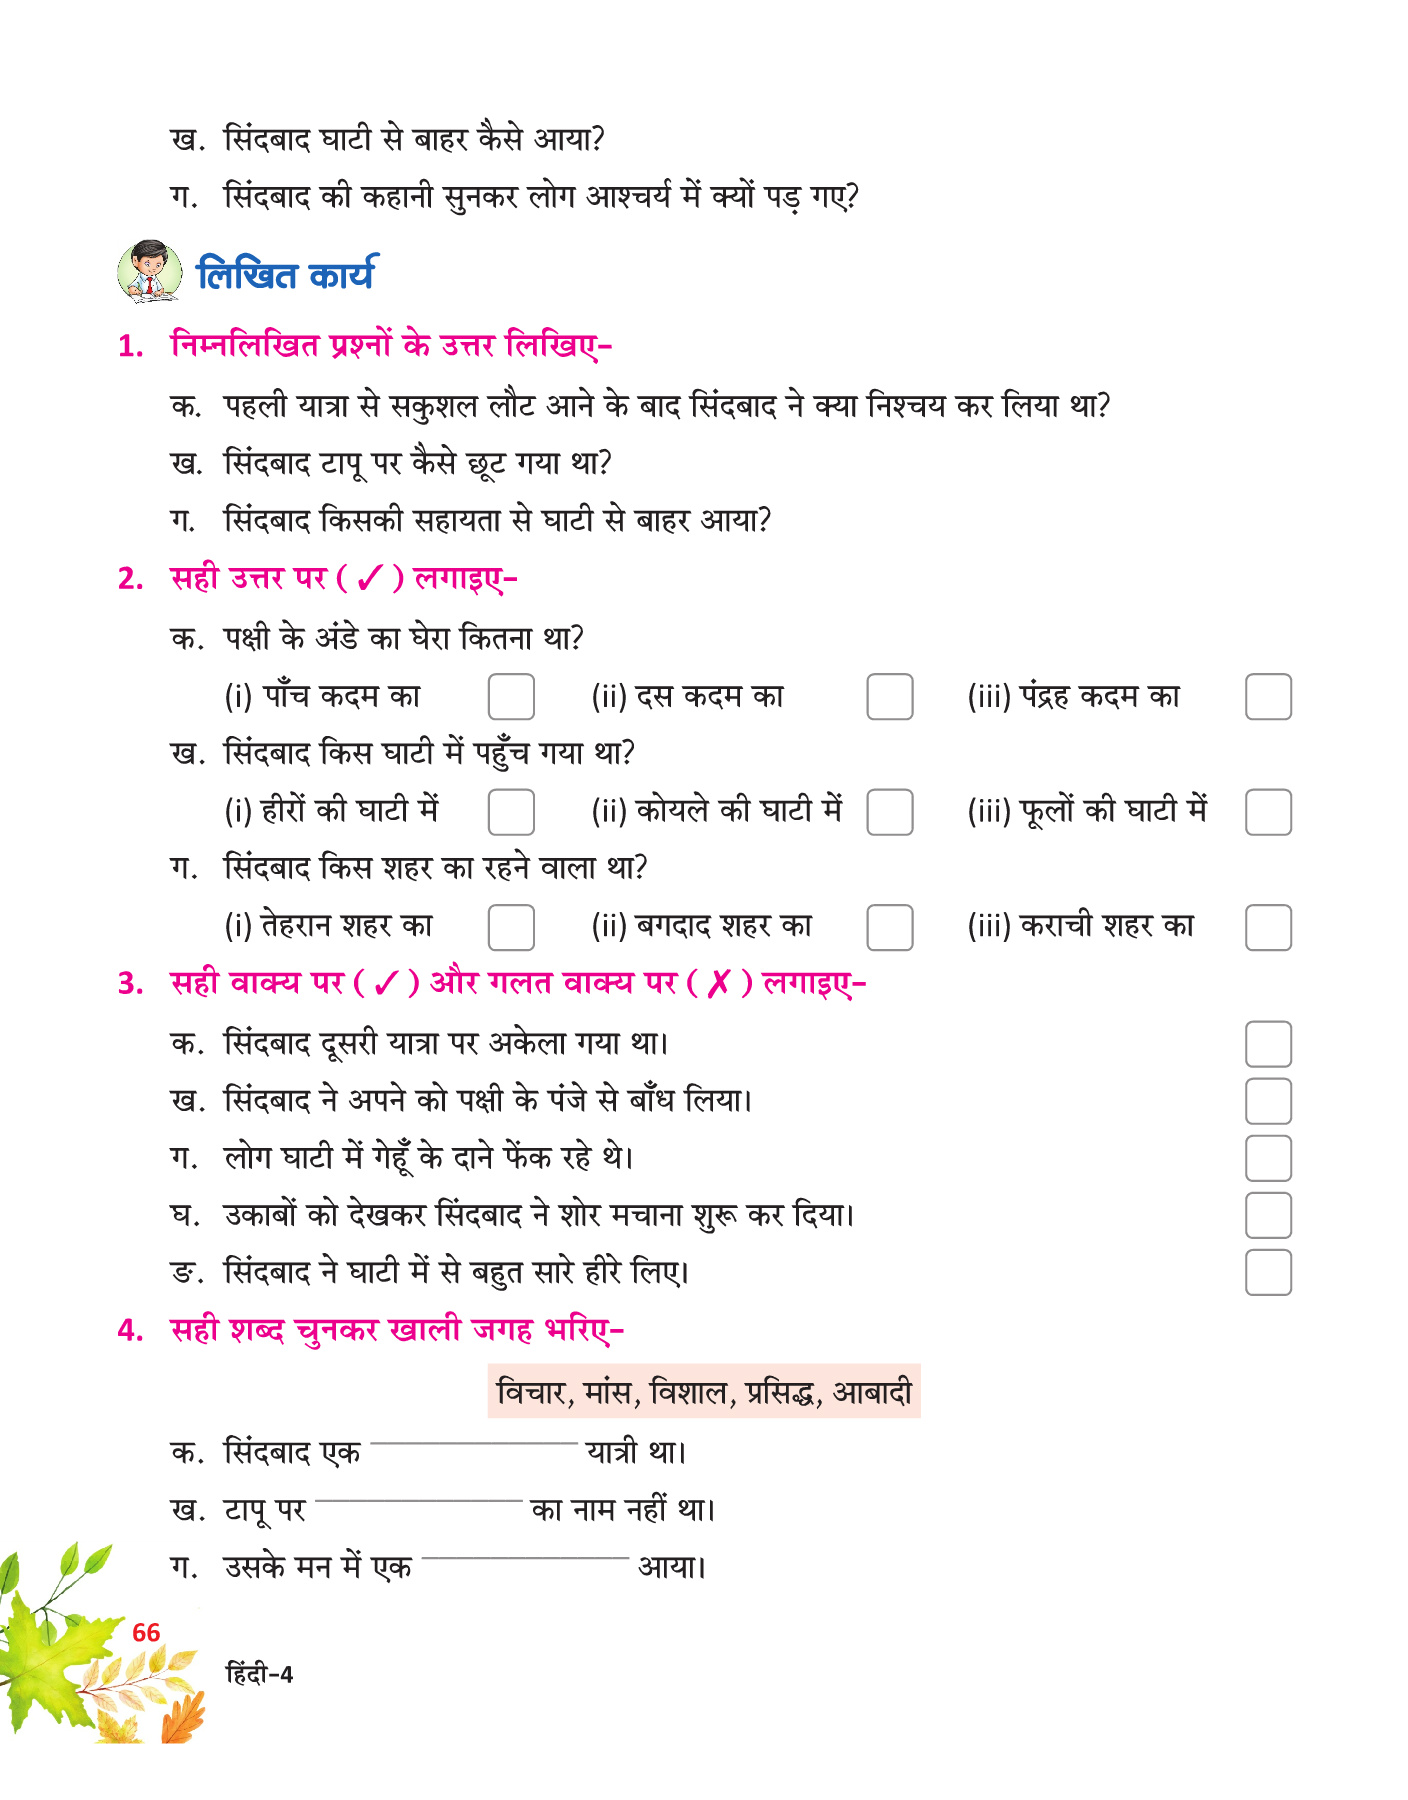 ख. सिंदबाद घाटी से बाहर कैसे आया?
ग. सिंदबाद की कहानी सुनकर लोग आश्चर्य में क्यों पड़ गए?
लिखित कार्य
1. निम्नलिखित प्रश्नों के उत्तर लिखिए–
क. पहली यात्रा से सकुशल लौट आने के बाद सिंदबाद ने क्या निश्चय कर लिया था?
ख. सिंदबाद टापू पर कैसे छूट गया था?
ग. सिंदबाद किसकी सहायता से घाटी से बाहर आया?
2. सही उत्तर पर (✓) लगाइए–
क. पक्षी के अंडे का घेरा कितना था?
(i) पाँच कदम का (ii) दस कदम का (iii) पंद्रह कदम का
ख. सिंदबाद किस घाटी में पहुँच गया था?
(i) हीरों की घाटी में (ii) कोयले की घाटी में (iii) फूलों की घाटी में
ग. सिंदबाद किस शहर का रहने वाला था?
(i) तेहरान शहर का (ii) बगदाद शहर का (iii) कराची शहर का
3. सही वाक्य पर (✓) और गलत वाक्य पर (✗) लगाइए–
क. सिंदबाद दूसरी यात्रा पर अकेला गया था।
ख. सिंदबाद ने अपने को पक्षी के पंजे से बाँध लिया।
ग. लोग घाटी में गेहूँ के दाने फेंक रहे थे।
घ. उकाबों को देखकर सिंदबाद ने शोर मचाना शुरू कर दिया।
ङ. सिंदबाद ने घाटी में से बहुत सारे हीरे लिए।
4. सही शब्द चुनकर खाली जगह भरिए–
विचार, मांस, विशाल, प्रसिद्ध, आबादी
क. सिंदबाद एक ____________ यात्री था।
ख. टापू पर ____________ का नाम नहीं था।
ग. उसके मन में एक ____________ आया।
66
हिंदी–4